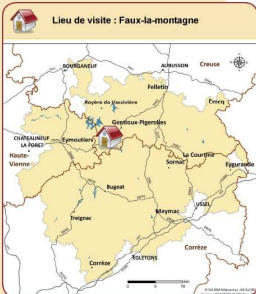 Lieu de visite : Faux-la-montagne
BOURGANEUF
AUBUSSON
Creuse
Felletin
Royère de Vassivière
Crocq
Gentioux-Pigerolles
CHATEAUNEUF
LA FORET
Eymoutiers
La Courtine
Haute-
Vienne
Sornac
Eygurande
Bugeat
USSEL
Meymac
Treignac
Corrèze
EGLETONS
Corrèze